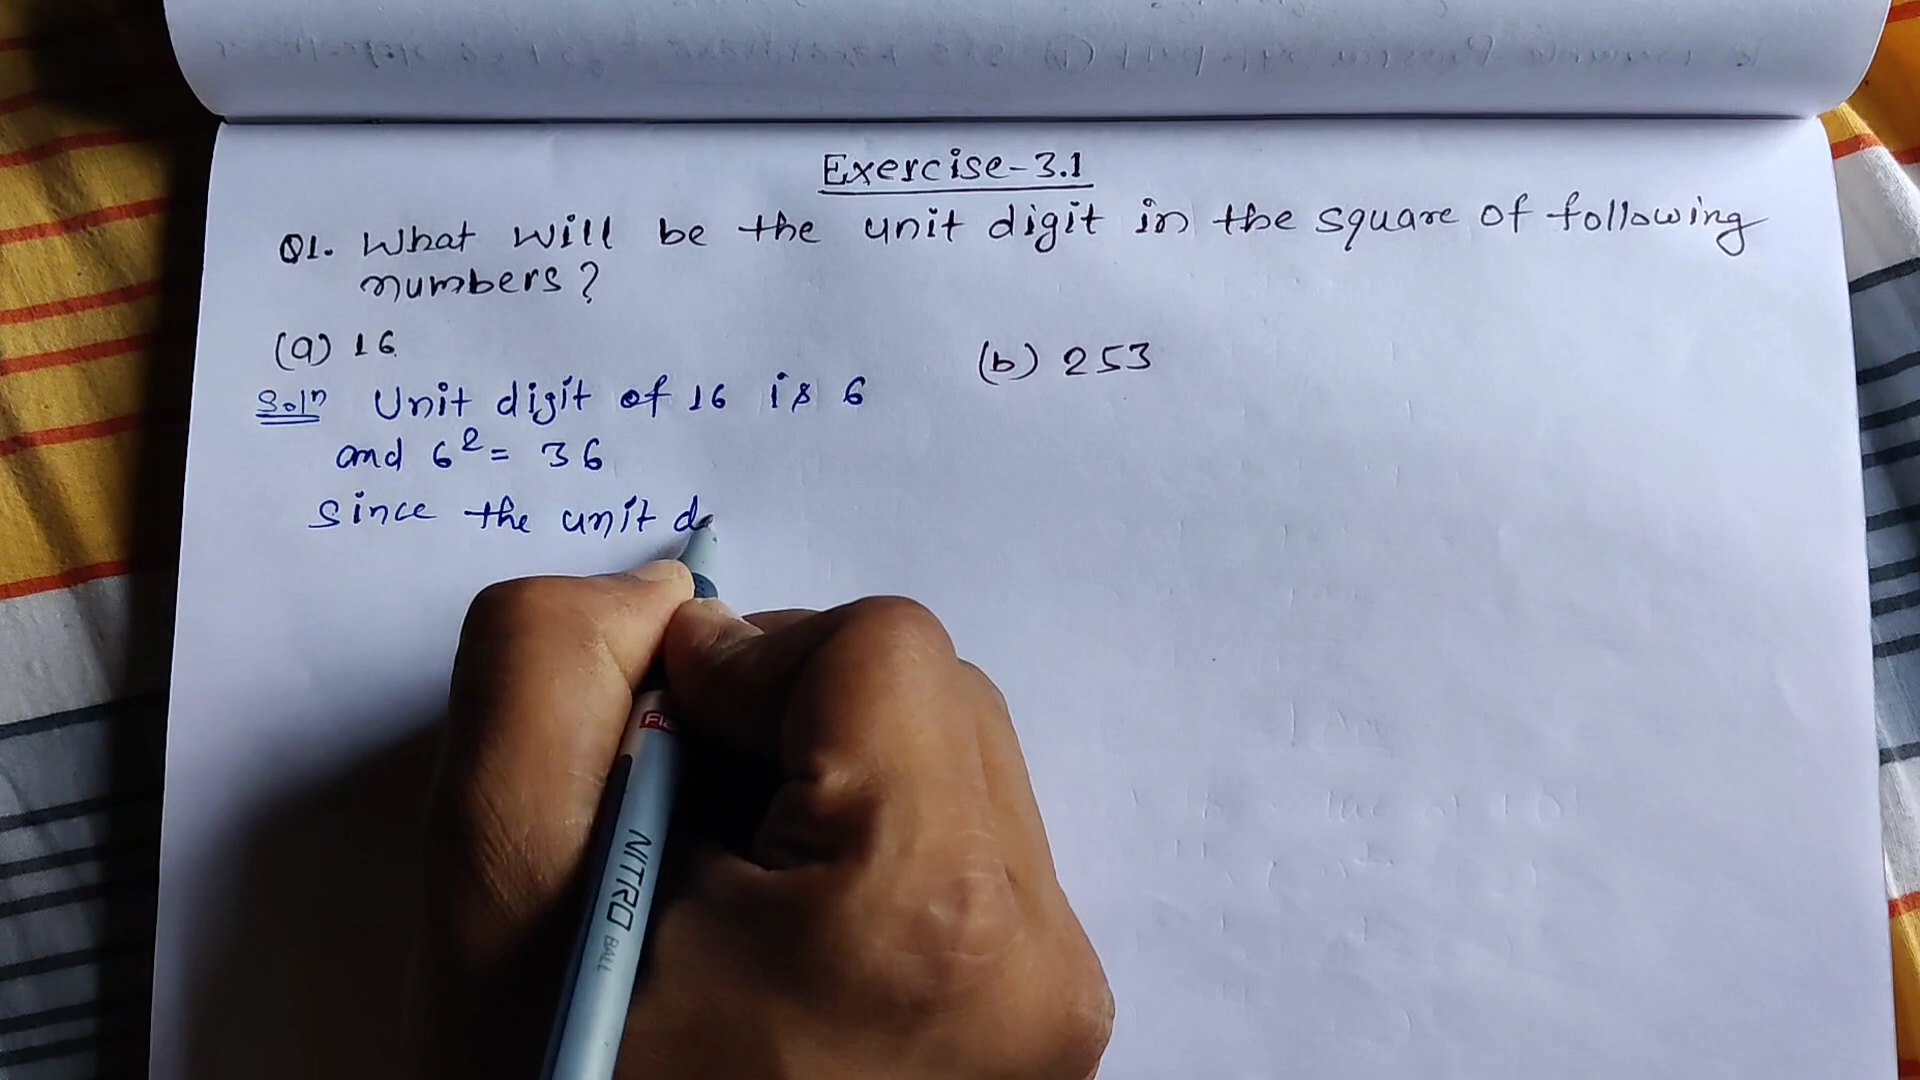 Exercise-3.1
Q1. What will be the unit digit in the square of following
numbers?
(a) 16
(b) 253
Soln Unit digit of 16 is 6
and 6² = 36
Since the unit d
NITRO BALL